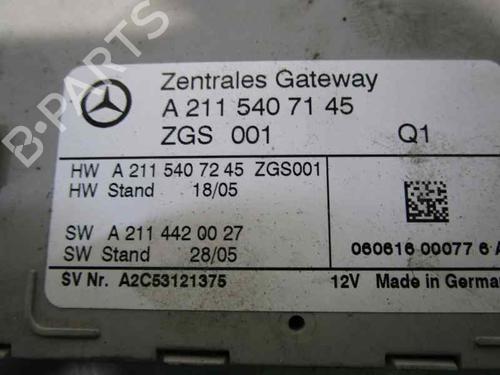 Zentrales Gateway
A 211 540 71 45
ZGS 001 Q1
HW A 211 540 72 45 ZGS001
HW Stand 18/05
SW A 211 442 00 27
SW Stand 28/05
060616 00077 6 A
SV Nr. A2C53121375 12V Made in German
B-PARTS